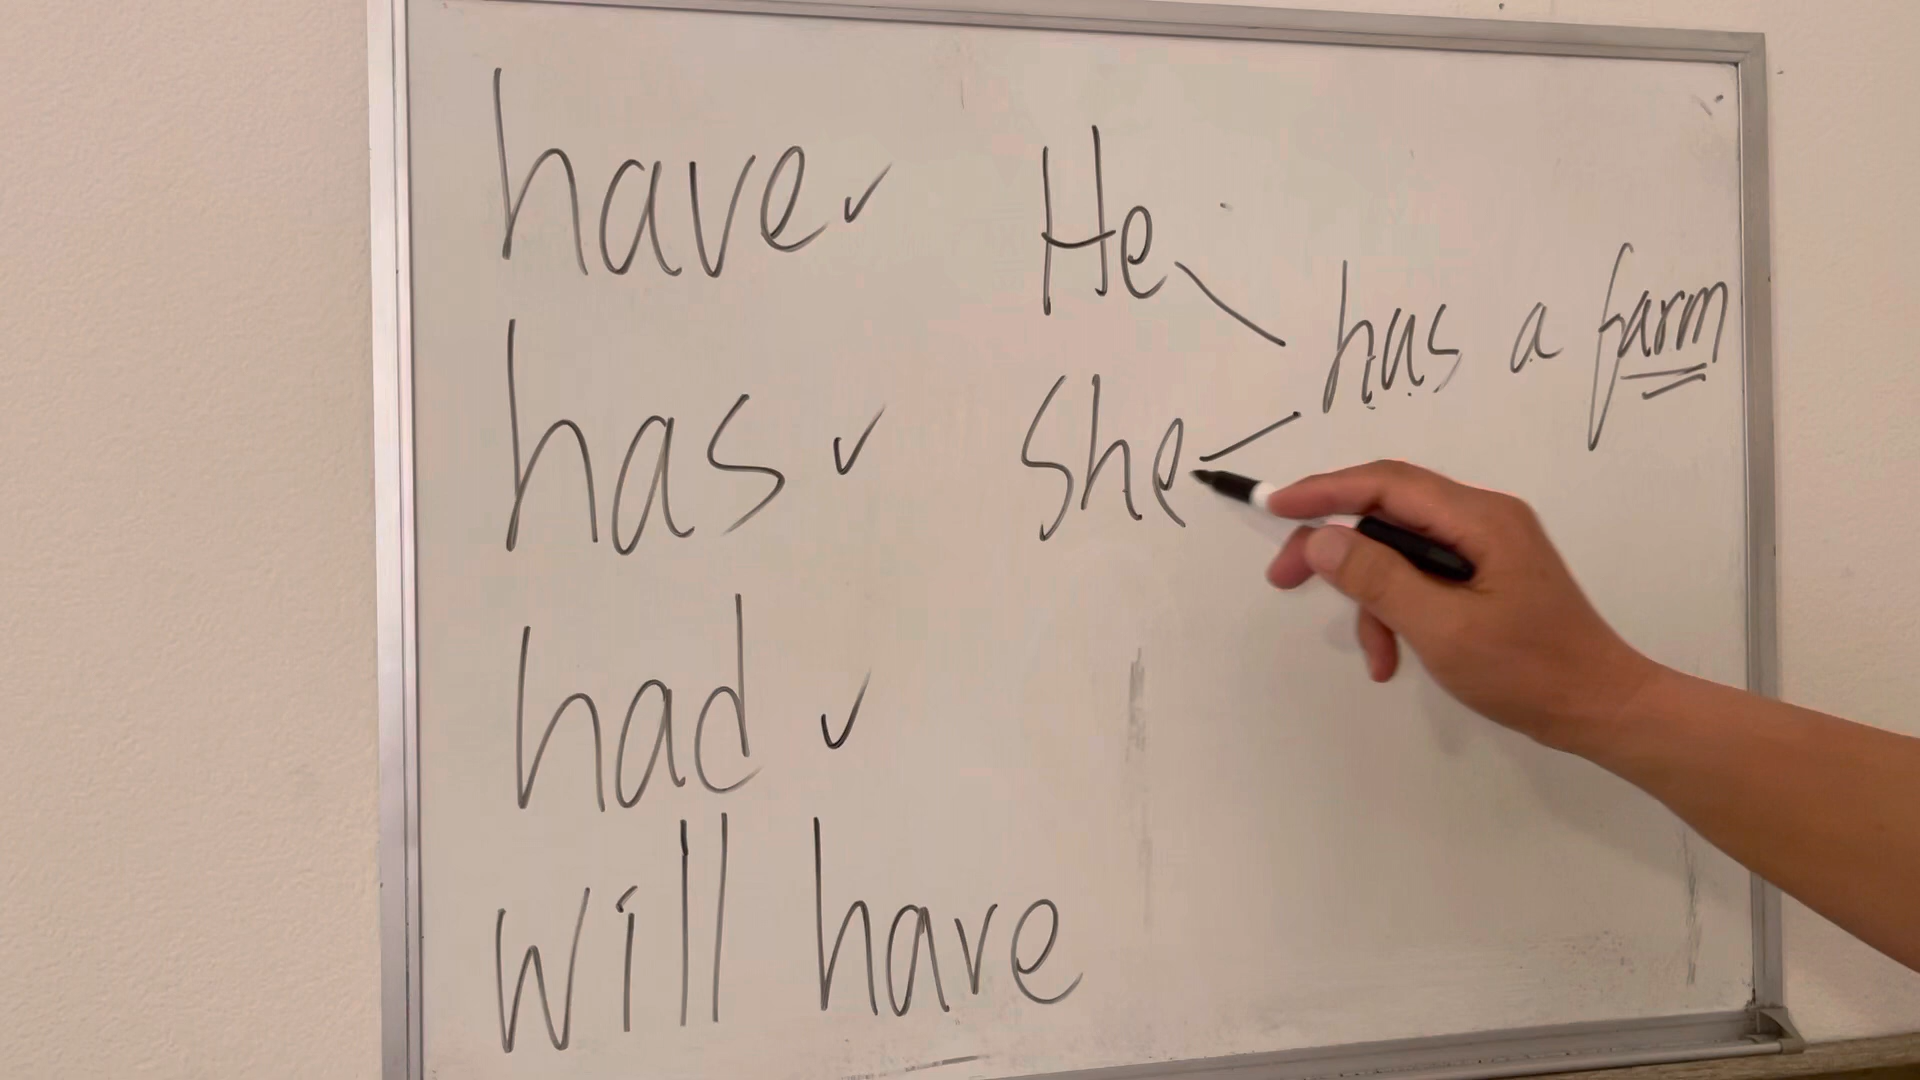 have ✓
has ✓
had ✓
will have
He
She
has a farm